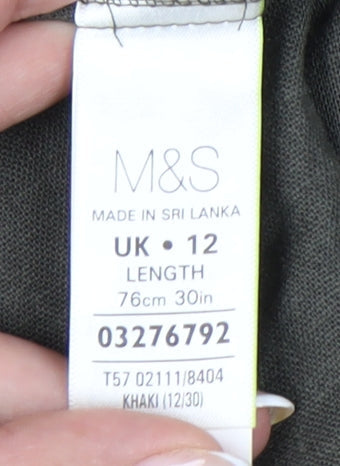 M&S
MADE IN SRI LANKA
UK • 12
LENGTH
76cm 30in
03276792
T57 02111/8404
KHAKI (12/30)